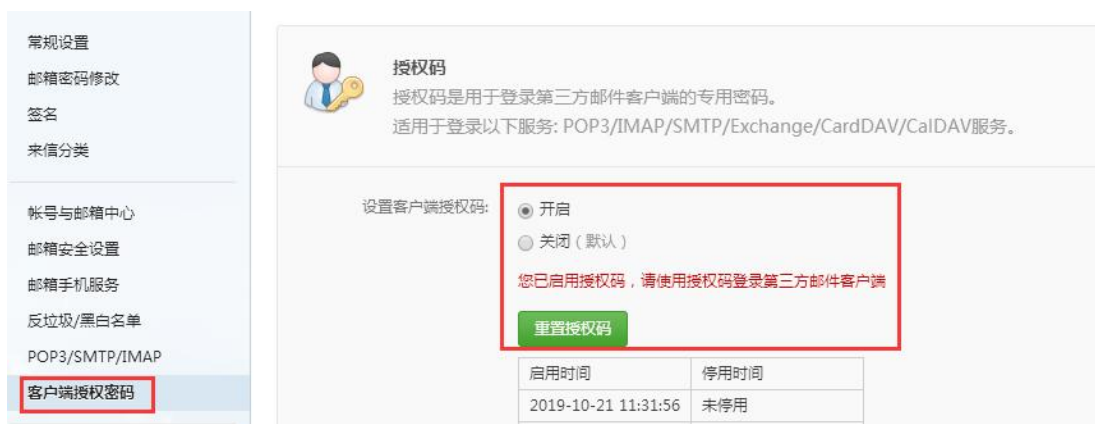 常规设置
邮箱密码修改
签名
来信分类
帐号与邮箱中心
邮箱安全设置
邮箱手机服务
反垃圾/黑白名单
POP3/SMTP/IMAP
客户端授权密码
授权码
授权码是用于登录第三方邮件客户端的专用密码。
适用于登录以下服务: POP3/IMAP/SMTP/Exchange/CardDAV/CalDAV服务。
设置客户端授权码:
开启
关闭（默认）
您已启用授权码，请使用授权码登录第三方邮件客户端
重置授权码
启用时间 停用时间
2019-10-21 11:31:56 未停用